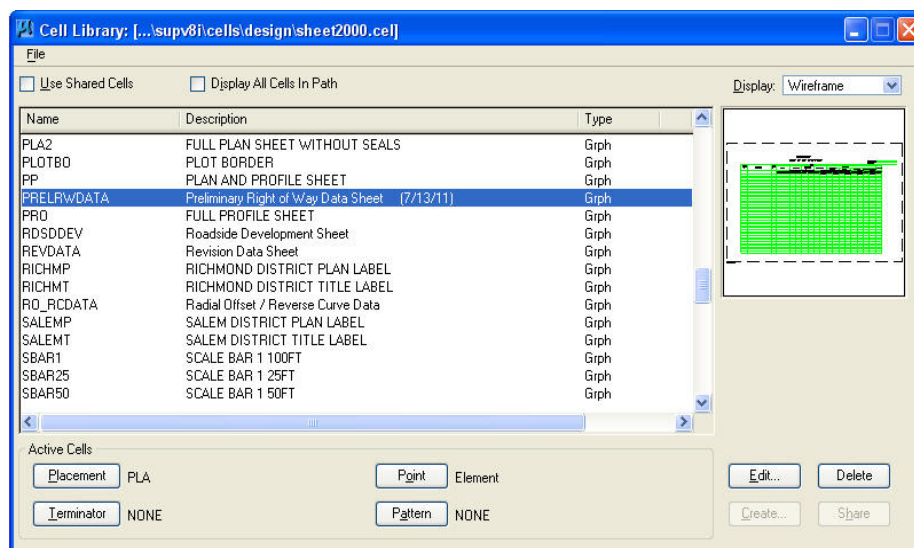 Cell Library: [...\supv8i\cells\design\sheet2000.cel]
File
Use Shared Cells Display All Cells In Path Display: Wireframe
Name Description Type
PLA2 FULL PLAN SHEET WITHOUT SEALS Grph
PLOTBO PLOT BORDER Grph
PP PLAN AND PROFILE SHEET Grph
PRELRWDATA Preliminary Right of Way Data Sheet (7/13/11) Grph
PRO FULL PROFILE SHEET Grph
RDSDDEV Roadside Development Sheet Grph
REVDATA Revision Data Sheet Grph
RICHMP RICHMOND DISTRICT PLAN LABEL Grph
RICHMT RICHMOND DISTRICT TITLE LABEL Grph
RO_RCDATA Radial Offset / Reverse Curve Data Grph
SALEMP SALEM DISTRICT PLAN LABEL Grph
SALEMT SALEM DISTRICT TITLE LABEL Grph
SBAR1 SCALE BAR 1 100FT Grph
SBAR25 SCALE BAR 1 25FT Grph
SBAR50 SCALE BAR 1 50FT Grph
Active Cells
Placement PLA Point Element Edit... Delete
Terminator NONE Pattern NONE Create... Share